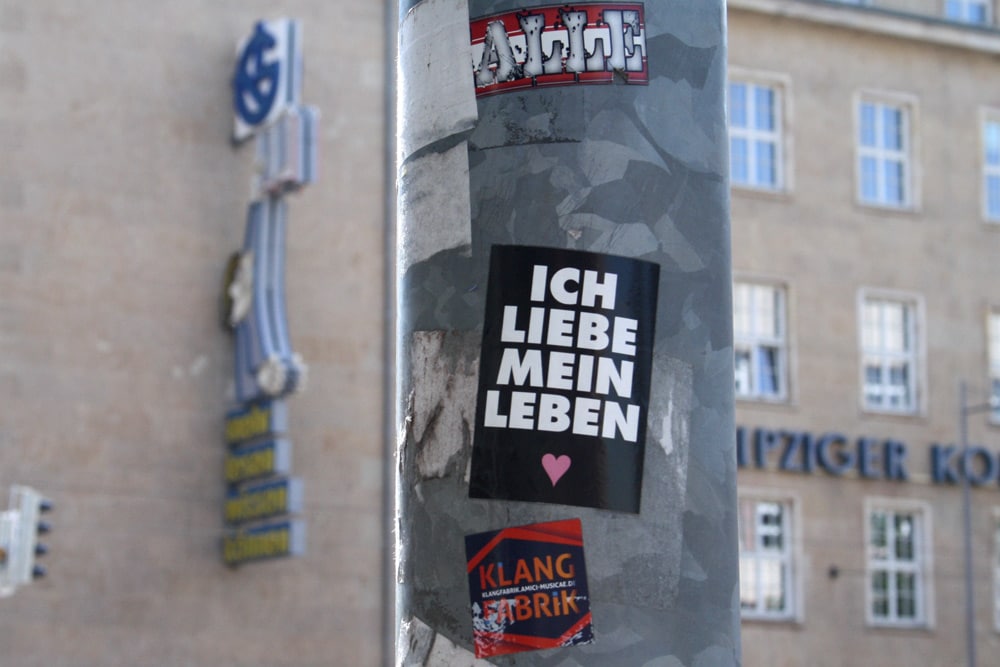 ALLE
ICH
LIEBE
MEIN
LEBEN
KLANG
KLANGFABRIK.AMICI-MUSICAE.DE
FABRIK
IPZIGER KO